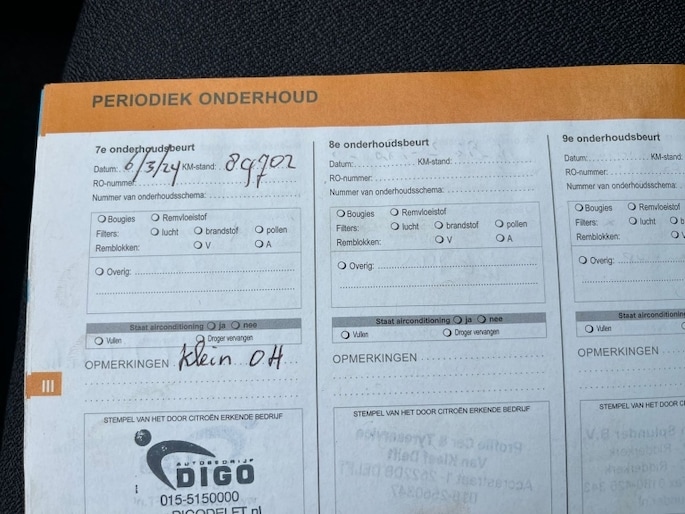 PERIODIEK ONDERHOUD
7e onderhoudsbeurt
Datum: 6/3/24 KM-stand: 89702
RO-nummer:
Nummer van onderhoudsschema:
Bougies Remvloeistof
Filters: lucht brandstof pollen
Remblokken: V A
Overig:
Staat airconditioning ja nee
Vullen Droger vervangen
OPMERKINGEN Klein OH
STEMPEL VAN HET DOOR CITROËN ERKENDE BEDRIJF
AUTOBEDRIJF
DIGO
015-5150000
DIGODELFT.nl
III
8e onderhoudsbeurt
Datum: KM-stand:
RO-nummer:
Nummer van onderhoudsschema:
Bougies Remvloeistof
Filters: lucht brandstof pollen
Remblokken: V A
Overig:
Staat airconditioning ja nee
Vullen Droger vervangen
OPMERKINGEN
STEMPEL VAN HET DOOR CITROËN ERKENDE BEDRIJF
9e onderhoudsbeurt
Datum: KM-stand:
RO-nummer:
Nummer van onderhoudsschema:
Bougies Remvloeistof
Filters: lucht b
Remblokken: V
Overig:
Staat airconditionin
Vullen
OPMERKINGEN
STEMPEL VAN HET DOOR C